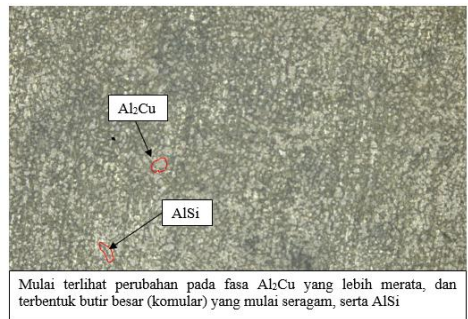 Al₂Cu
AlSi
Mulai terlihat perubahan pada fasa Al₂Cu yang lebih merata, dan
terbentuk butir besar (komular) yang mulai seragam, serta AlSi